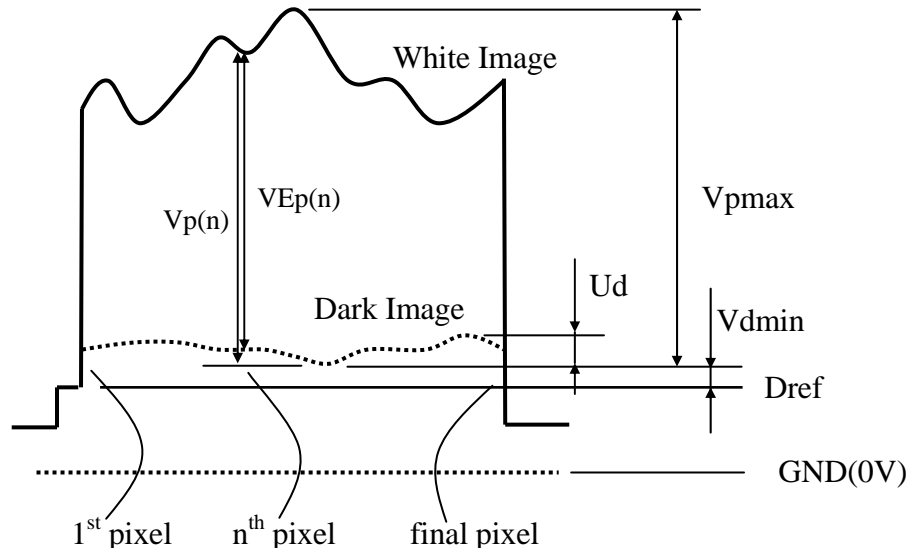 White Image
VEp(n)
Vp(n)
Vpmax
Ud
Dark Image
Vdmin
Dref
GND(0V)
1st pixel
nth pixel
final pixel